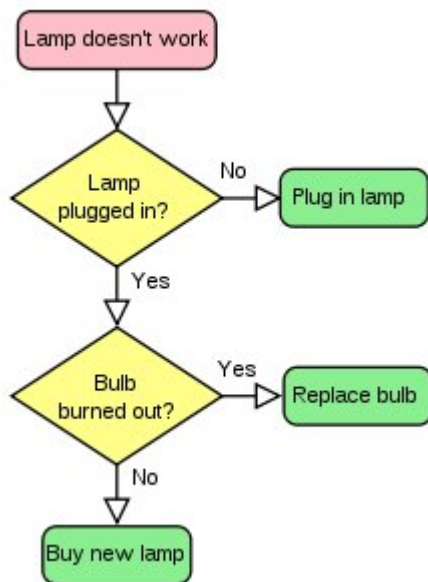 Lamp doesn't work
Lamp
plugged in?
No
Plug in lamp
Yes
Bulb
burned out?
Yes
Replace bulb
No
Buy new lamp